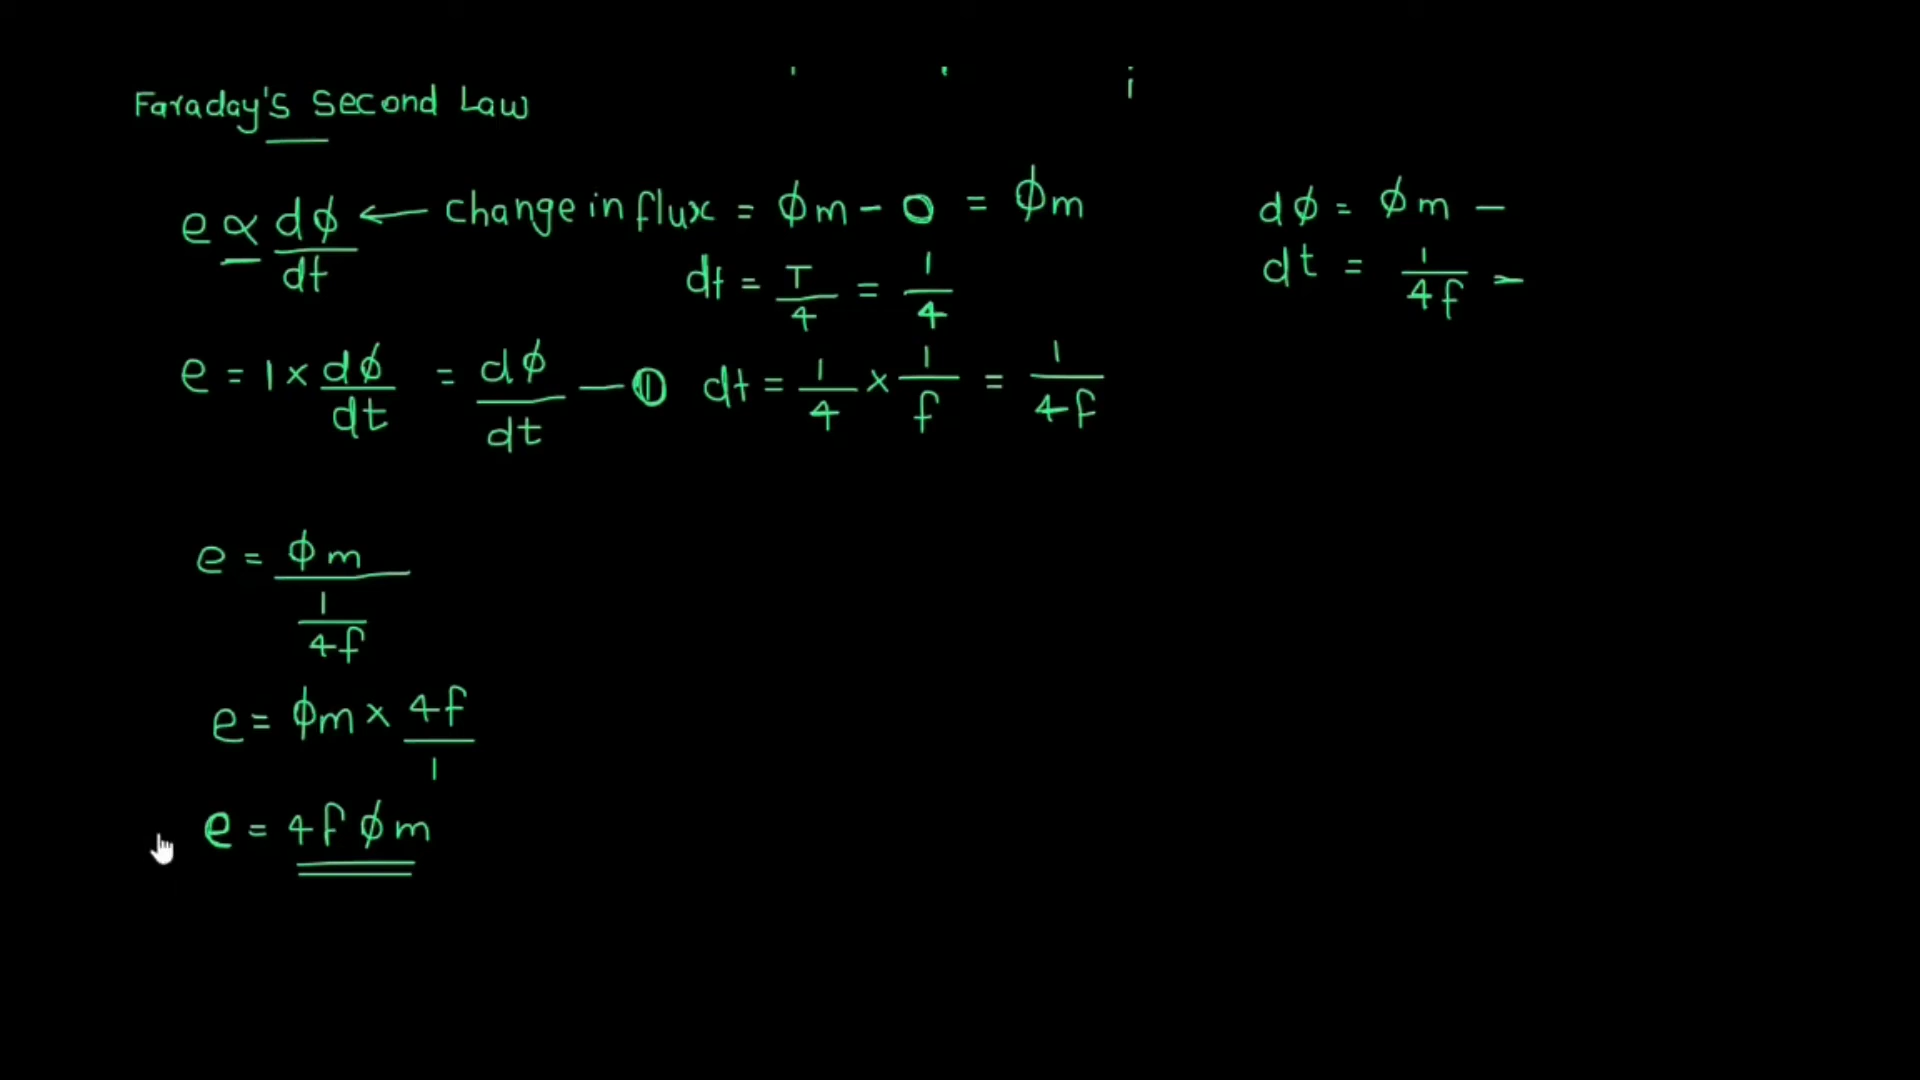 Faraday's Second Law
e ∝ dϕ/dt ← change in flux = ϕm - 0 = ϕm
dϕ = ϕm -
dt = T/4 = 1/4
dt = 1/4f -
e = 1 × dϕ/dt = dϕ/dt - ①
dt = 1/4 × 1/f = 1/4f
e = ϕm / (1/4f)
e = ϕm × 4f/1
e = 4f ϕm